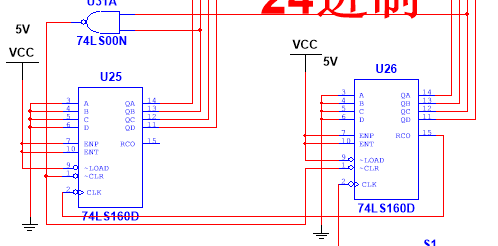 U31A
24进制
5V
74LS00N
VCC
VCC
5V
U25
U26
3 A QA 14
4 B QB 13
5 C QC 12
6 D QD 11
7 ENP RCO 15
10 ENT
9 ~LOAD
1 ~CLR
2 CLK
74LS160D
3 A QA 14
4 B QB 13
5 C QC 12
6 D QD 11
7 ENP RCO 15
10 ENT
9 ~LOAD
1 ~CLR
2 CLK
74LS160D
S1